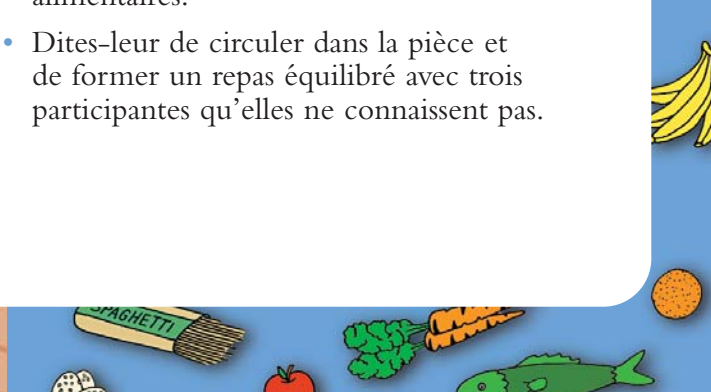 alimentaires.
• Dites-leur de circuler dans la pièce et
de former un repas équilibré avec trois
participantes qu’elles ne connaissent pas.
SPAGHETTI